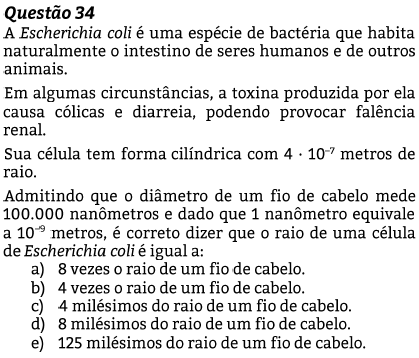 Questão 34
A Escherichia coli é uma espécie de bactéria que habita
naturalmente o intestino de seres humanos e de outros
animais.
Em algumas circunstâncias, a toxina produzida por ela
causa cólicas e diarreia, podendo provocar falência
renal.
Sua célula tem forma cilíndrica com 4 · 10⁻⁷ metros de
raio.
Admitindo que o diâmetro de um fio de cabelo mede
100.000 nanômetros e dado que 1 nanômetro equivale
a 10⁻⁹ metros, é correto dizer que o raio de uma célula
de Escherichia coli é igual a:
a) 8 vezes o raio de um fio de cabelo.
b) 4 vezes o raio de um fio de cabelo.
c) 4 milésimos do raio de um fio de cabelo.
d) 8 milésimos do raio de um fio de cabelo.
e) 125 milésimos do raio de um fio de cabelo.